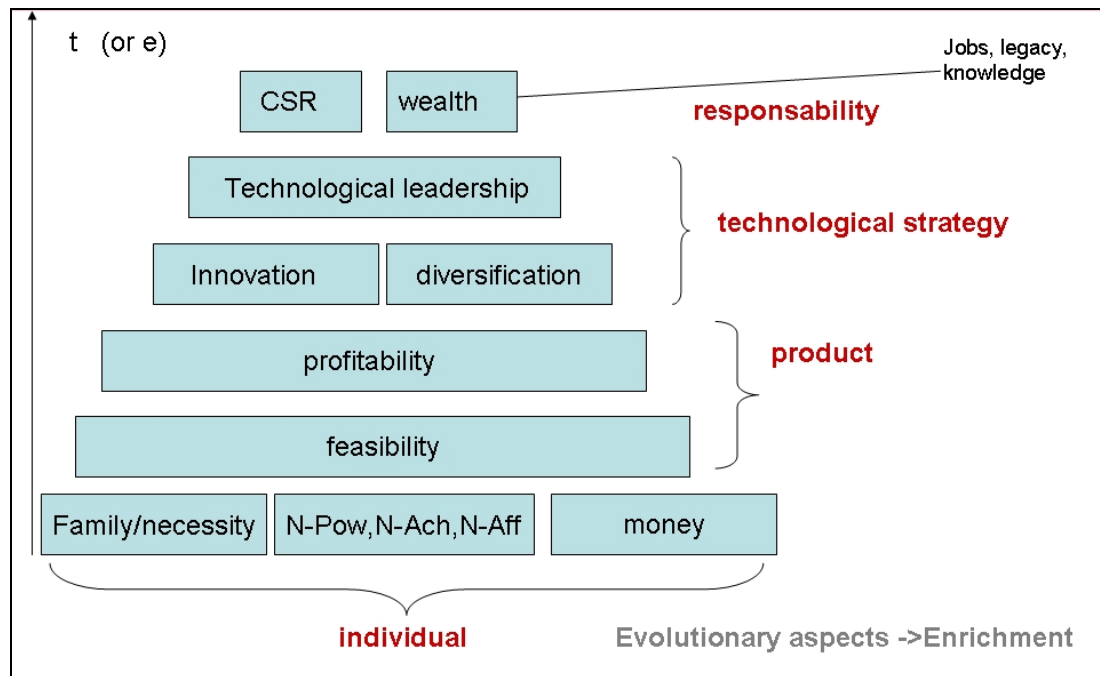 t (or e)
Jobs, legacy,
knowledge
CSR
wealth
responsability
Technological leadership
technological strategy
Innovation
diversification
profitability
product
feasibility
Family/necessity
N-Pow,N-Ach,N-Aff
money
individual
Evolutionary aspects ->Enrichment